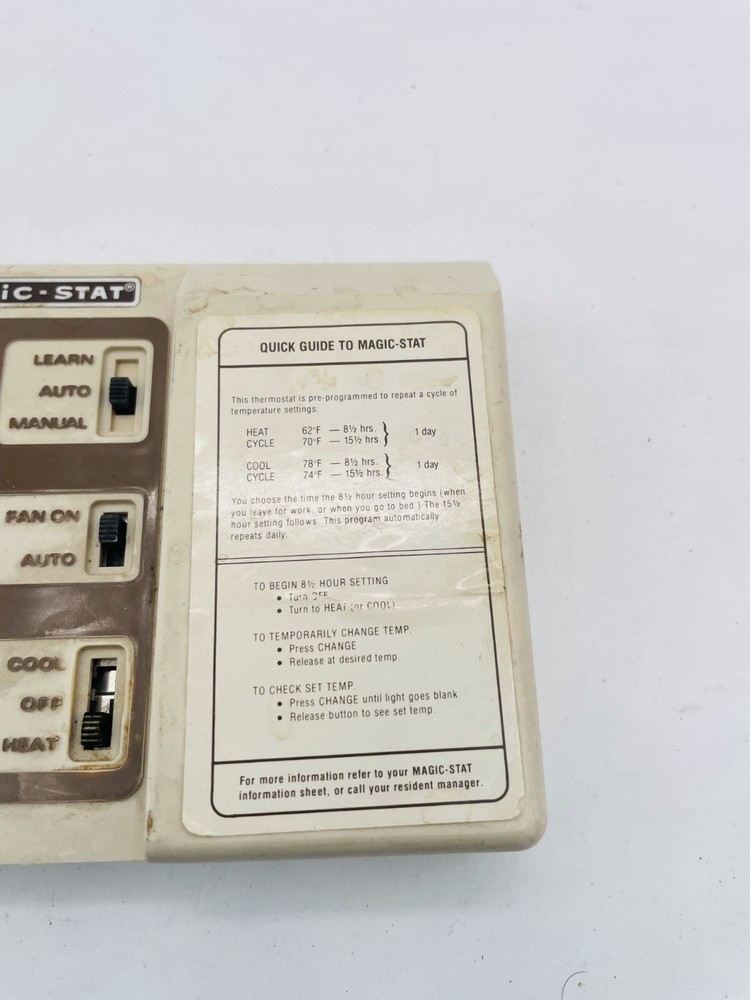 iC-STAT®
LEARN
AUTO
MANUAL
FAN ON
AUTO
COOL
OFF
HEAT
QUICK GUIDE TO MAGIC-STAT
This thermostat is pre-programmed to repeat a cycle of
temperature settings:
HEAT 62°F — 8½ hrs. } 1 day
CYCLE 70°F — 15½ hrs.
COOL 78°F — 8½ hrs. } 1 day
CYCLE 74°F — 15½ hrs.
You choose the time the 8½ hour setting begins (when
you leave for work, or when you go to bed.) The 15½
hour setting follows. This program automatically
repeats daily.
TO BEGIN 8½ HOUR SETTING
• Turn OFF
• Turn to HEAT (or COOL)
TO TEMPORARILY CHANGE TEMP.
• Press CHANGE
• Release at desired temp.
TO CHECK SET TEMP.
• Press CHANGE until light goes blank
• Release button to see set temp.
For more information refer to your MAGIC-STAT
information sheet, or call your resident manager.